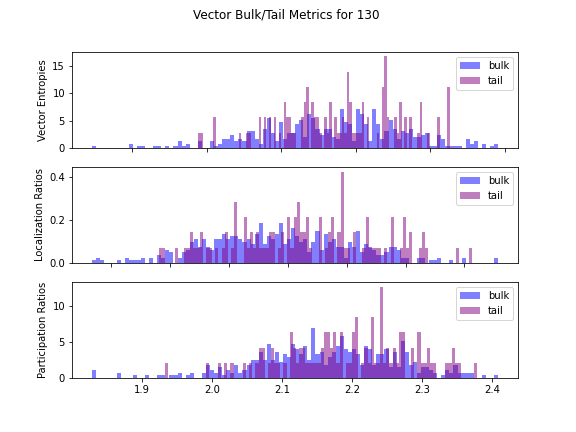 Vector Bulk/Tail Metrics for 130
Vector Entropies
15
10
5
0
bulk
tail
Localization Ratios
0.4
0.2
0.0
bulk
tail
Participation Ratios
10
5
0
bulk
tail
1.9 2.0 2.1 2.2 2.3 2.4